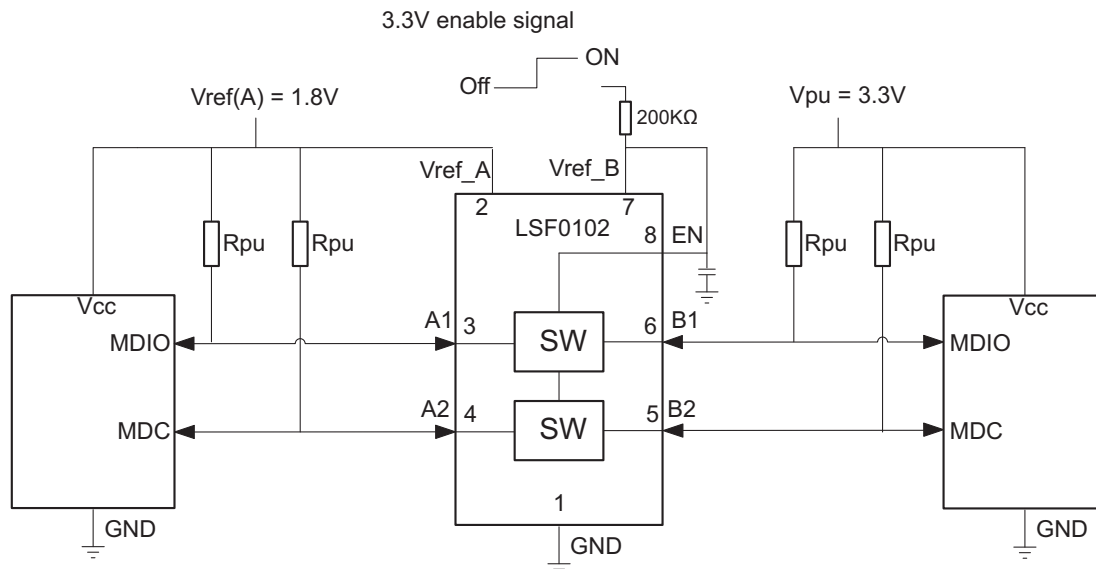 3.3V enable signal
Off
ON
Vref(A) = 1.8V
200KΩ
Vpu = 3.3V
Vref_A
Vref_B
2
7
LSF0102
8
EN
Rpu
Rpu
Rpu
Rpu
Vcc
Vcc
MDIO
A1
3
SW
6
B1
MDIO
MDC
A2
4
SW
5
B2
MDC
1
GND
GND
GND